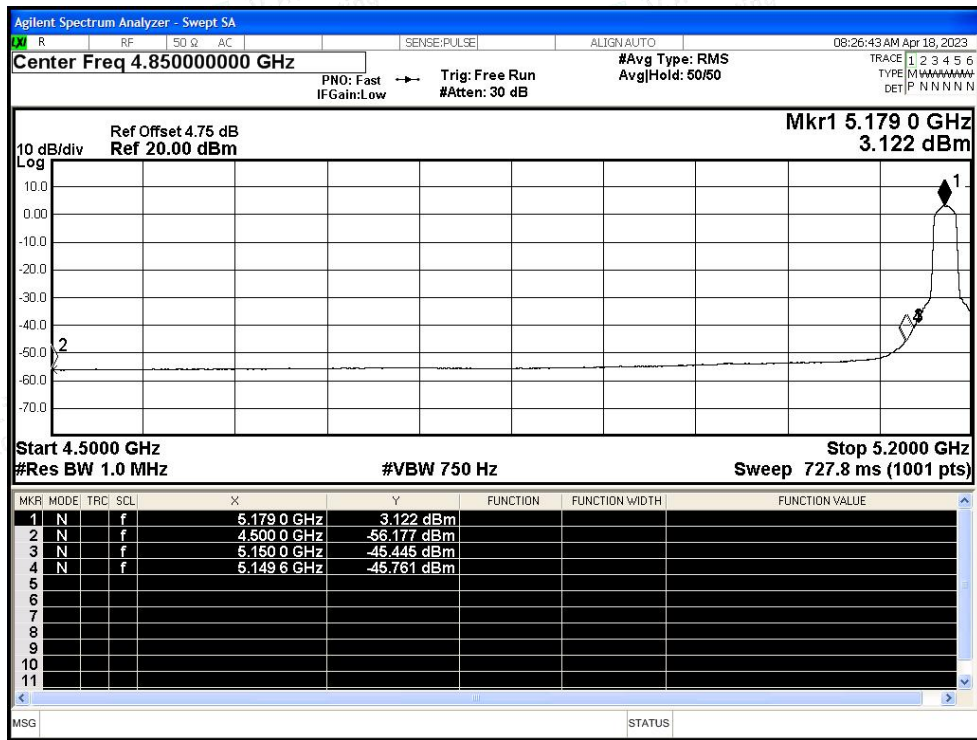 Agilent Spectrum Analyzer - Swept SA
LXI R RF 50 Ω AC SENSE:PULSE ALIGN AUTO 08:26:43 AM Apr 18, 2023
Center Freq 4.850000000 GHz
PNO: Fast
IFGain:Low
Trig: Free Run
#Atten: 30 dB
#Avg Type: RMS
Avg|Hold: 50/50
TRACE 1 2 3 4 5 6
TYPE M WWWWW
DET P N N N N N
Mkr1 5.179 0 GHz
3.122 dBm
Ref Offset 4.75 dB
10 dB/div Ref 20.00 dBm
Log
10.0
0.00
-10.0
-20.0
-30.0
-40.0
-50.0
-60.0
-70.0
1
2
Start 4.5000 GHz Stop 5.2000 GHz
#Res BW 1.0 MHz #VBW 750 Hz Sweep 727.8 ms (1001 pts)
MKR MODE TRC SCL X Y FUNCTION FUNCTION WIDTH FUNCTION VALUE
1 N f 5.179 0 GHz 3.122 dBm
2 N f 4.500 0 GHz -56.177 dBm
3 N f 5.150 0 GHz -45.445 dBm
4 N f 5.149 6 GHz -45.761 dBm
5
6
7
8
9
10
11
MSG STATUS